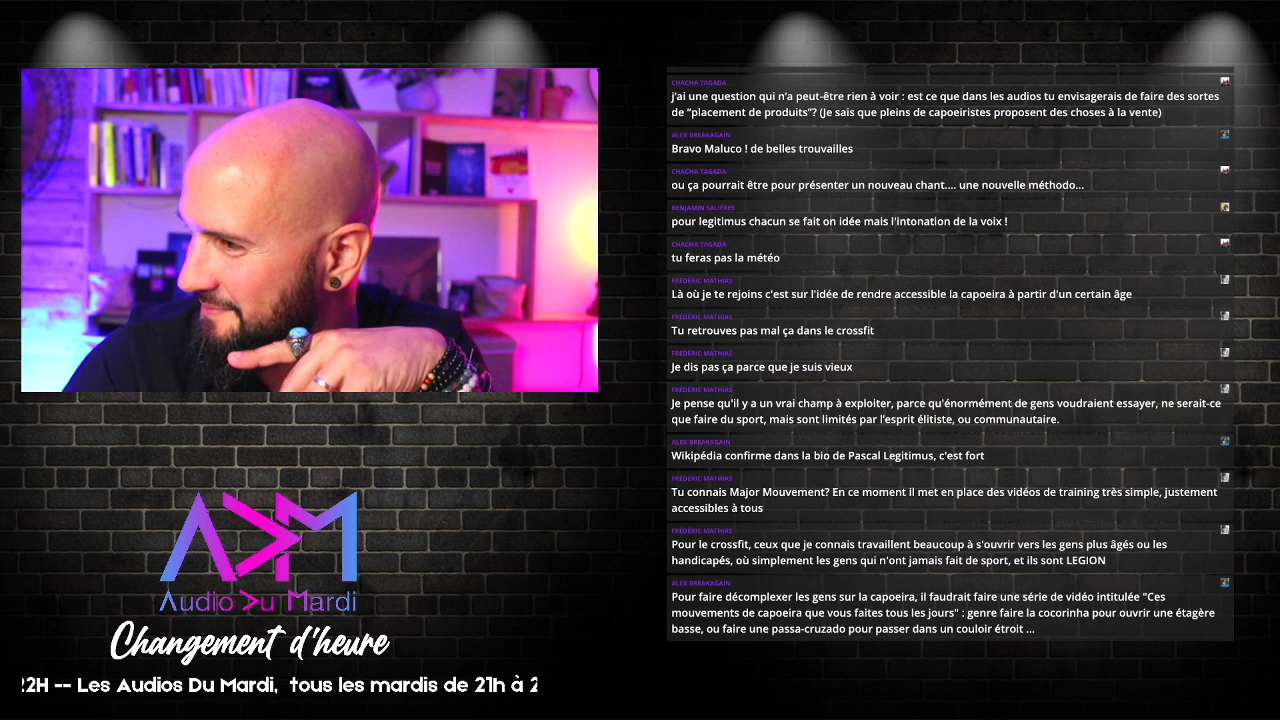 CHACHA TAGADA
j'ai une question qui n'a peut-être rien à voir : est ce que dans les audios tu envisagerais de faire des sortes
de "placement de produits"? (Je sais que pleins de capoeiristes proposent des choses à la vente)
ALEX BREAKAGAIN
Bravo Maluco ! de belles trouvailles
CHACHA TAGADA
ou ça pourrait être pour présenter un nouveau chant.... une nouvelle méthodo...
BENJAMIN SALIÈRES
pour legitimus chacun se fait on idée mais l'intonation de la voix !
CHACHA TAGADA
tu feras pas la météo
FRÉDÉRIC MATHIAS
Là où je te rejoins c'est sur l'idée de rendre accessible la capoeira à partir d'un certain âge
FRÉDÉRIC MATHIAS
Tu retrouves pas mal ça dans le crossfit
FRÉDÉRIC MATHIAS
Je dis pas ça parce que je suis vieux
FRÉDÉRIC MATHIAS
Je pense qu'il y a un vrai champ à exploiter, parce qu'énormément de gens voudraient essayer, ne serait-ce
que faire du sport, mais sont limités par l'esprit élitiste, ou communautaire.
ALEX BREAKAGAIN
Wikipédia confirme dans la bio de Pascal Legitimus, c'est fort
FRÉDÉRIC MATHIAS
Tu connais Major Mouvement? En ce moment il met en place des vidéos de training très simple, justement
accessibles à tous
FRÉDÉRIC MATHIAS
Pour le crossfit, ceux que je connais travaillent beaucoup à s'ouvrir vers les gens plus âgés ou les
handicapés, où simplement les gens qui n'ont jamais fait de sport, et ils sont LEGION
ALEX BREAKAGAIN
Pour faire décomplexer les gens sur la capoeira, il faudrait faire une série de vidéo intitulée "Ces
mouvements de capoeira que vous faites tous les jours" : genre faire la cocorinha pour ouvrir une étagère
basse, ou faire une passa-cruzado pour passer dans un couloir étroit ...
ADM
Audio Du Mardi
Changement d'heure
22H -- Les Audios Du Mardi, tous les mardis de 21h à 2